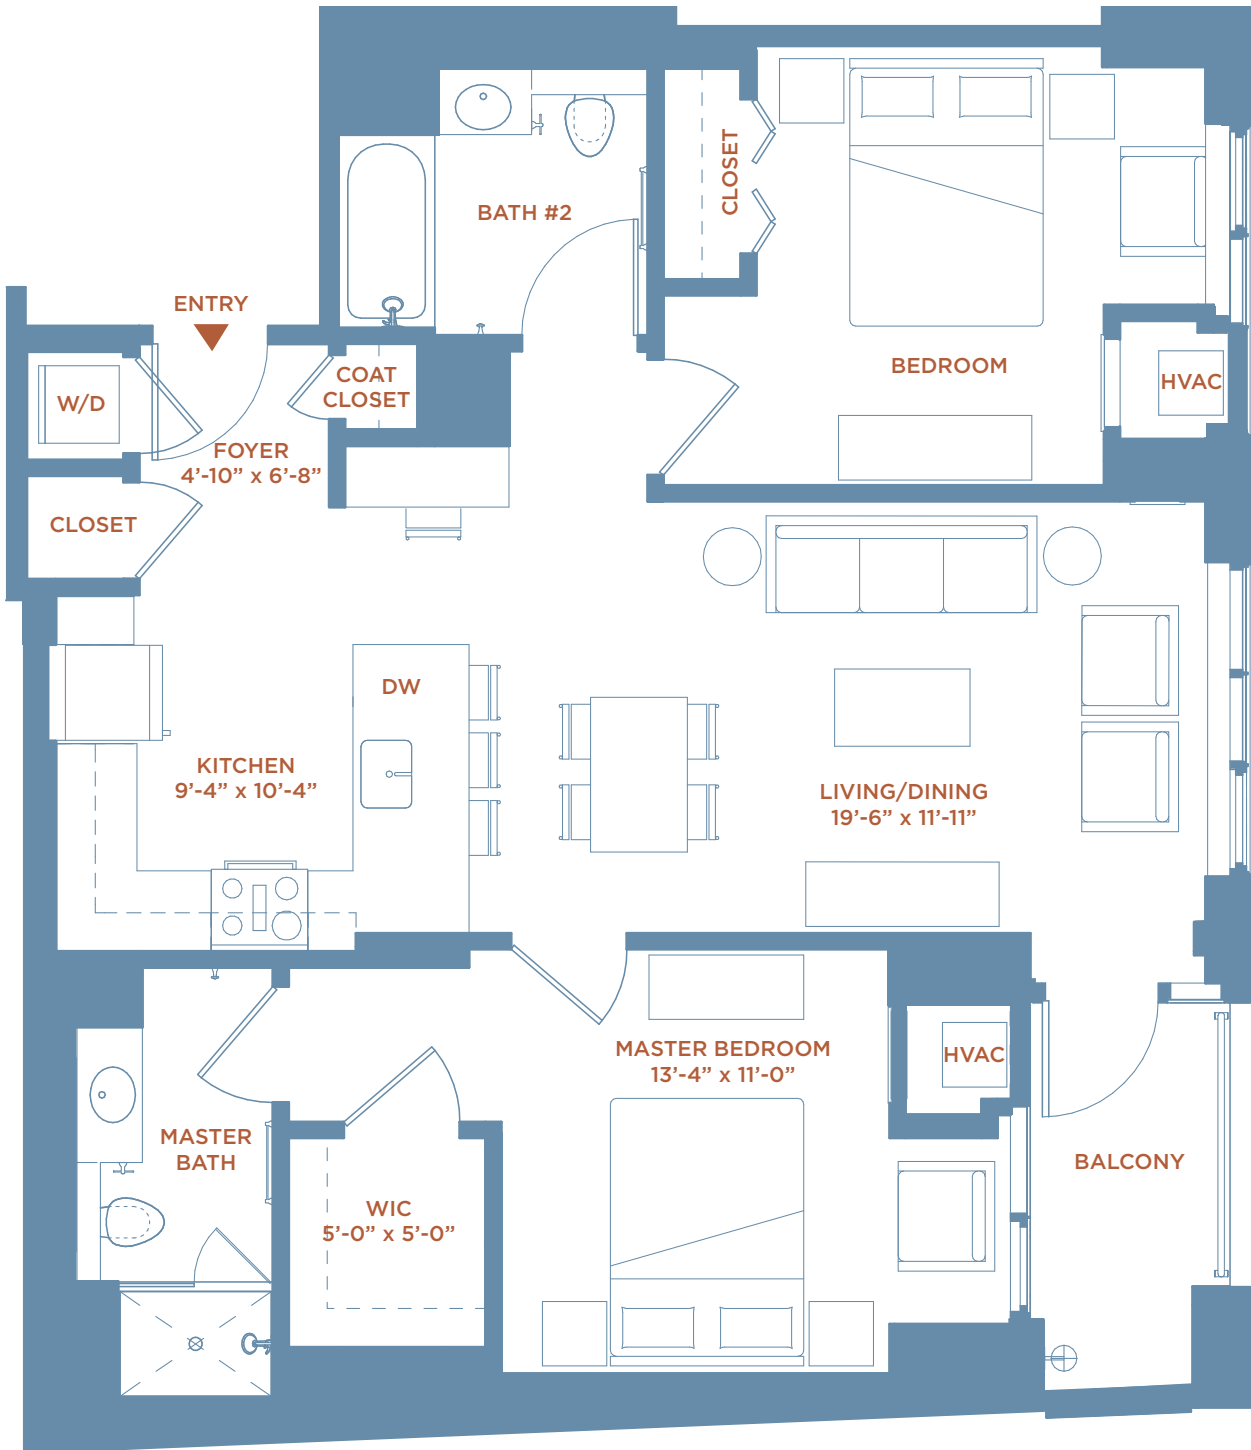 BATH #2
CLOSET
ENTRY
BEDROOM
HVAC
COAT
CLOSET
W/D
FOYER
4'-10" x 6'-8"
CLOSET
DW
KITCHEN
9'-4" x 10'-4"
LIVING/DINING
19'-6" x 11'-11"
MASTER BEDROOM
13'-4" x 11'-0"
HVAC
MASTER
BATH
BALCONY
WIC
5'-0" x 5'-0"